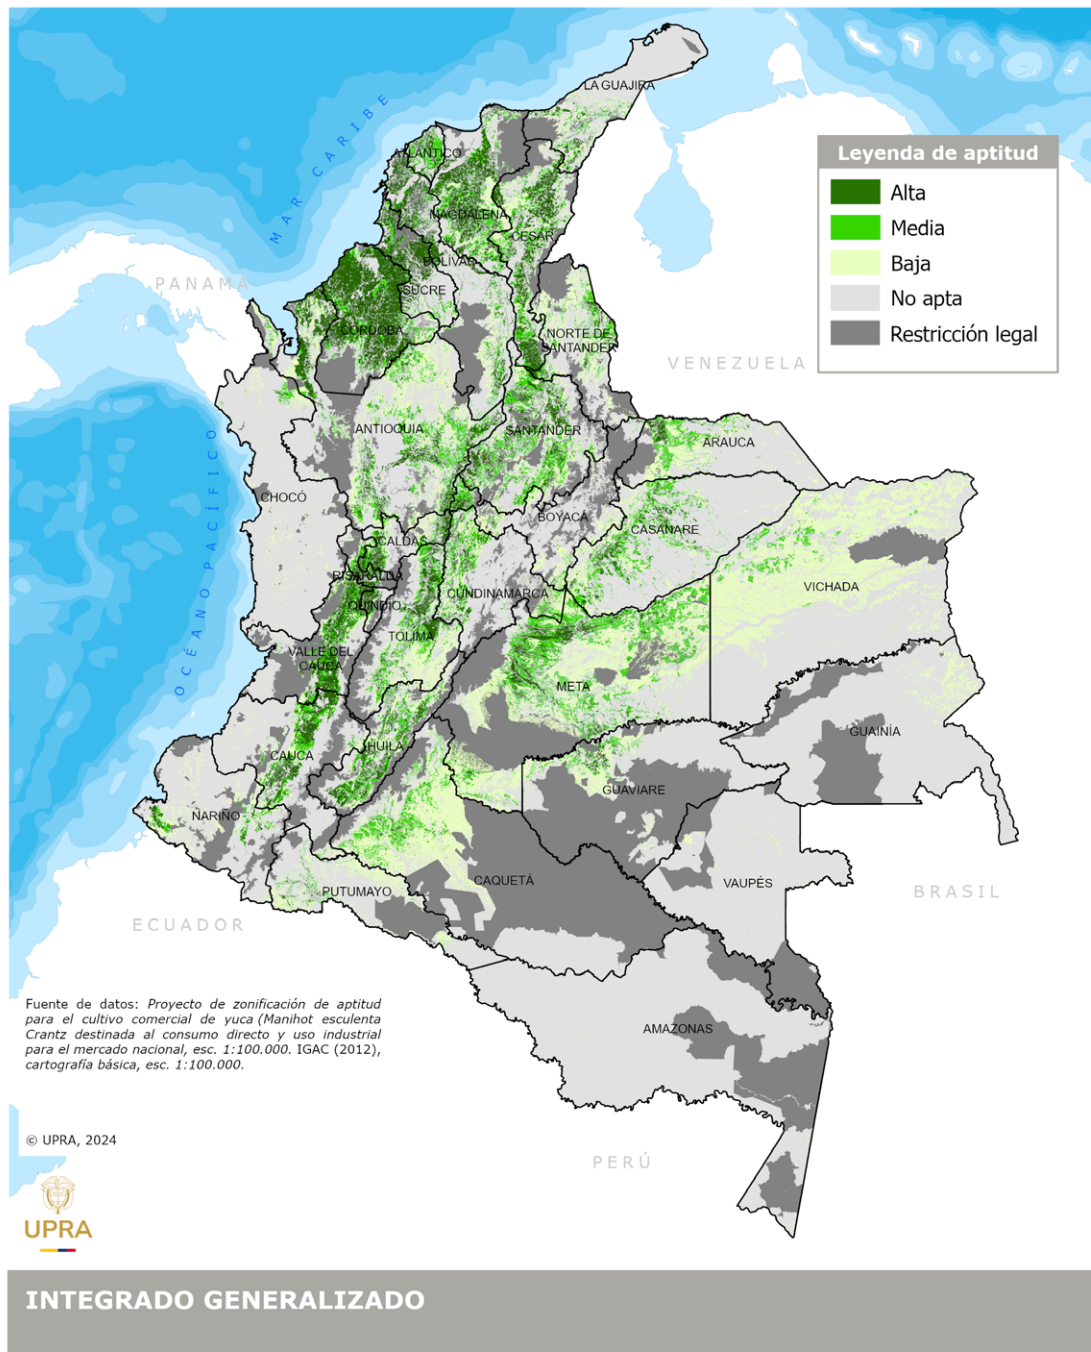 MAR CARIBE
LA GUAJIRA
Leyenda de aptitud
Alta
Media
Baja
No apta
Restricción legal
ATLÁNTICO
MAGDALENA
CESAR
BOLÍVAR
SUCRE
CÓRDOBA
NORTE DE
SANTANDER
PANAMÁ
VENEZUELA
ANTIOQUIA
SANTANDER
ARAUCA
OCÉANO PACÍFICO
CHOCÓ
BOYACÁ
CASANARE
CALDAS
RISARALDA
CUNDINAMARCA
VICHADA
QUINDIO
TOLIMA
VALLE DEL
CAUCA
META
GUAINÍA
CAUCA
HUILA
GUAVIARE
NARIÑO
PUTUMAYO
CAQUETÁ
VAUPÉS
BRASIL
ECUADOR
AMAZONAS
PERÚ
Fuente de datos: Proyecto de zonificación de aptitud
para el cultivo comercial de yuca (Manihot esculenta
Crantz destinada al consumo directo y uso industrial
para el mercado nacional, esc. 1:100.000. IGAC (2012),
cartografía básica, esc. 1:100.000.
© UPRA, 2024
UPRA
INTEGRADO GENERALIZADO